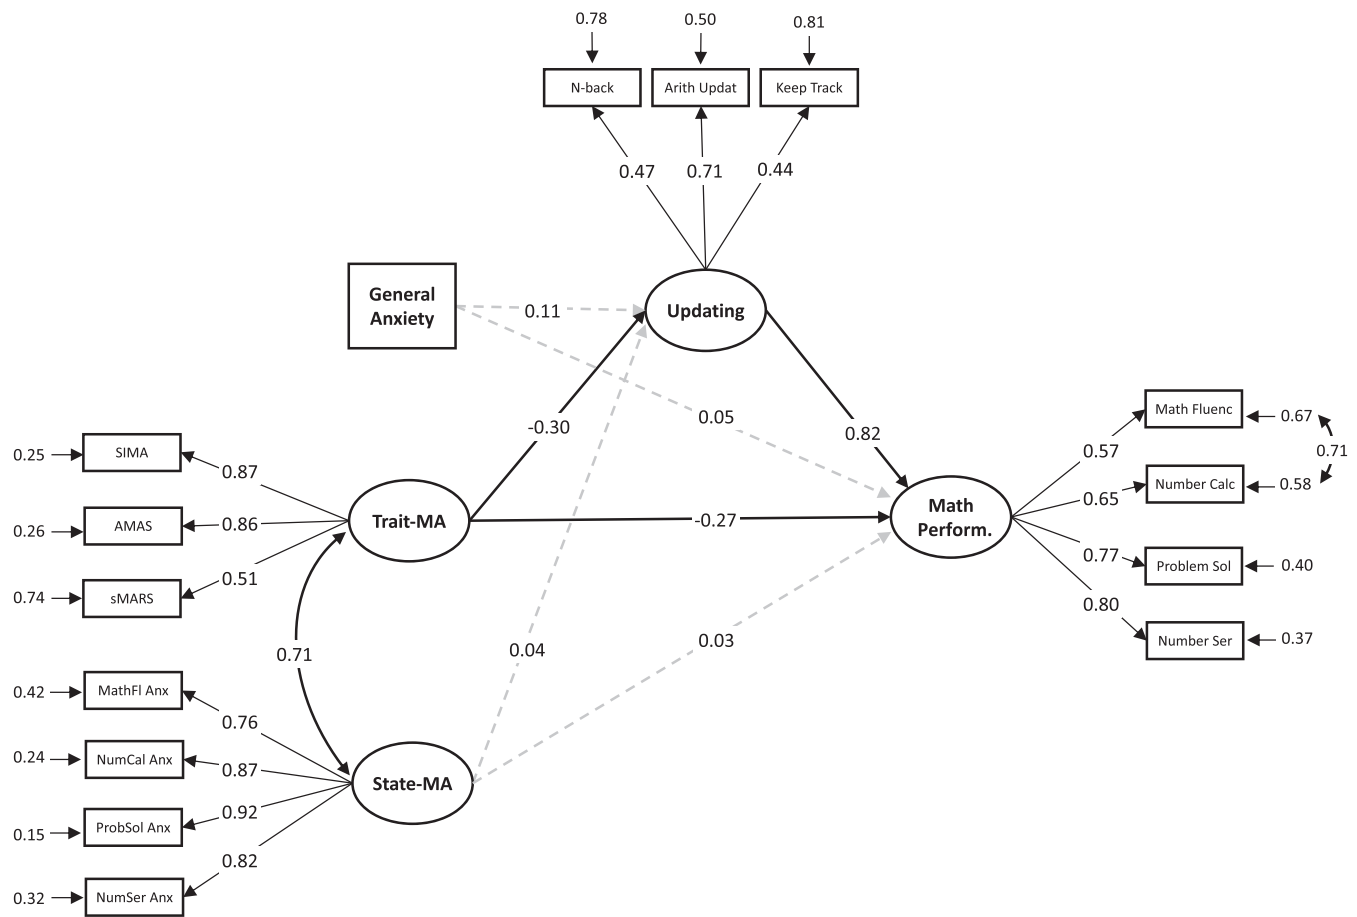 0.78
0.50
0.81
N-back
Arith Updat
Keep Track
0.47
0.71
0.44
General
Anxiety
0.11
Updating
0.05
-0.30
0.82
Math Fluenc
0.67
0.57
0.71
0.65
Number Calc
0.58
0.25
SIMA
0.87
0.26
AMAS
0.86
Trait-MA
-0.27
Math
Perform.
0.77
Problem Sol
0.40
0.74
sMARS
0.51
0.80
Number Ser
0.37
0.71
0.04
0.03
0.42
MathFl Anx
0.76
0.24
NumCal Anx
0.87
State-MA
0.15
ProbSol Anx
0.92
0.82
0.32
NumSer Anx